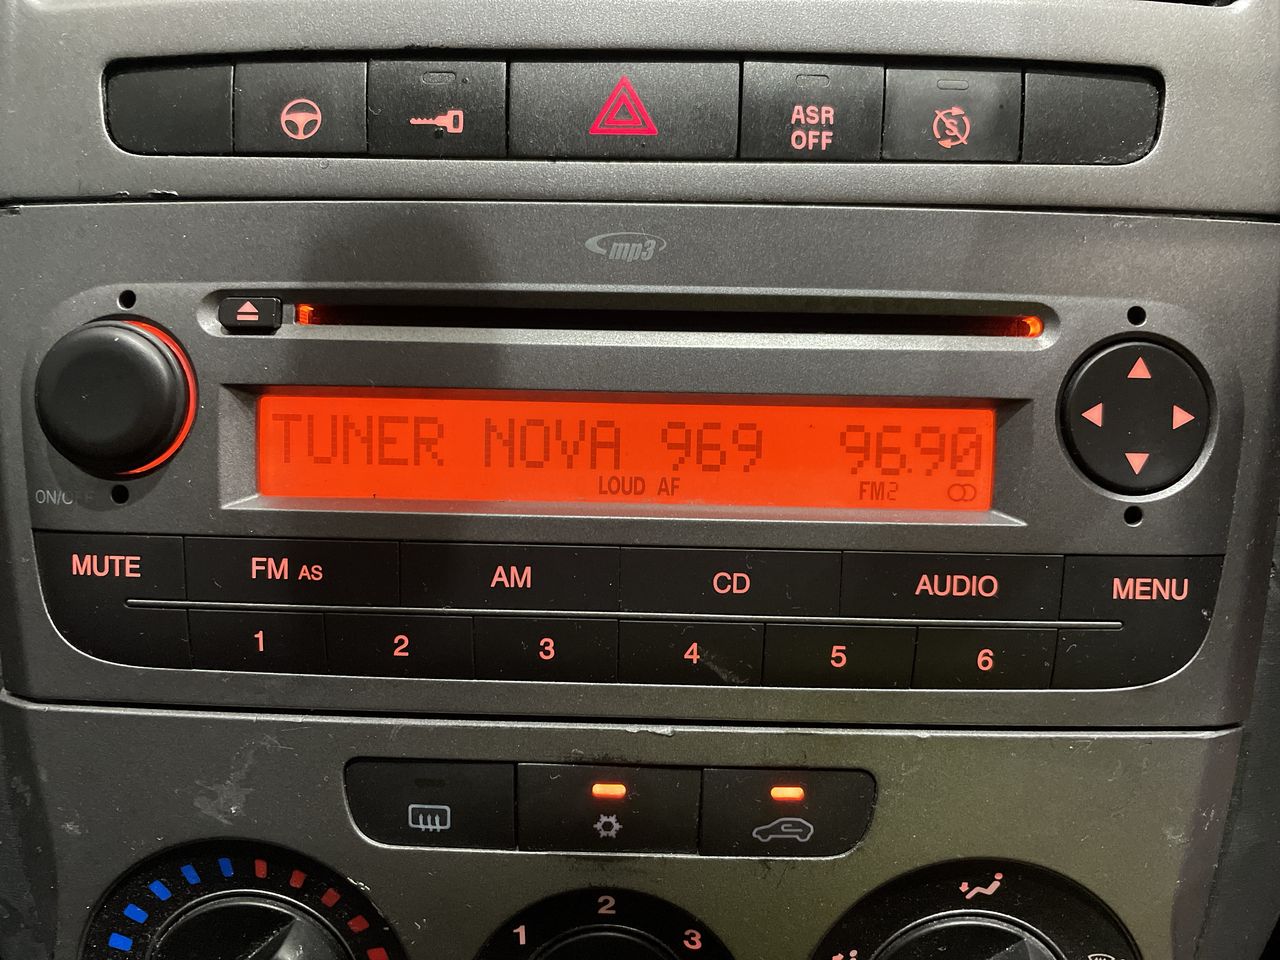 ASR
OFF
mp3
TUNER NOVA 969 96.90
LOUD AF FM2
ON/OFF
MUTE FM AS AM CD AUDIO MENU
1 2 3 4 5 6
1 2 3